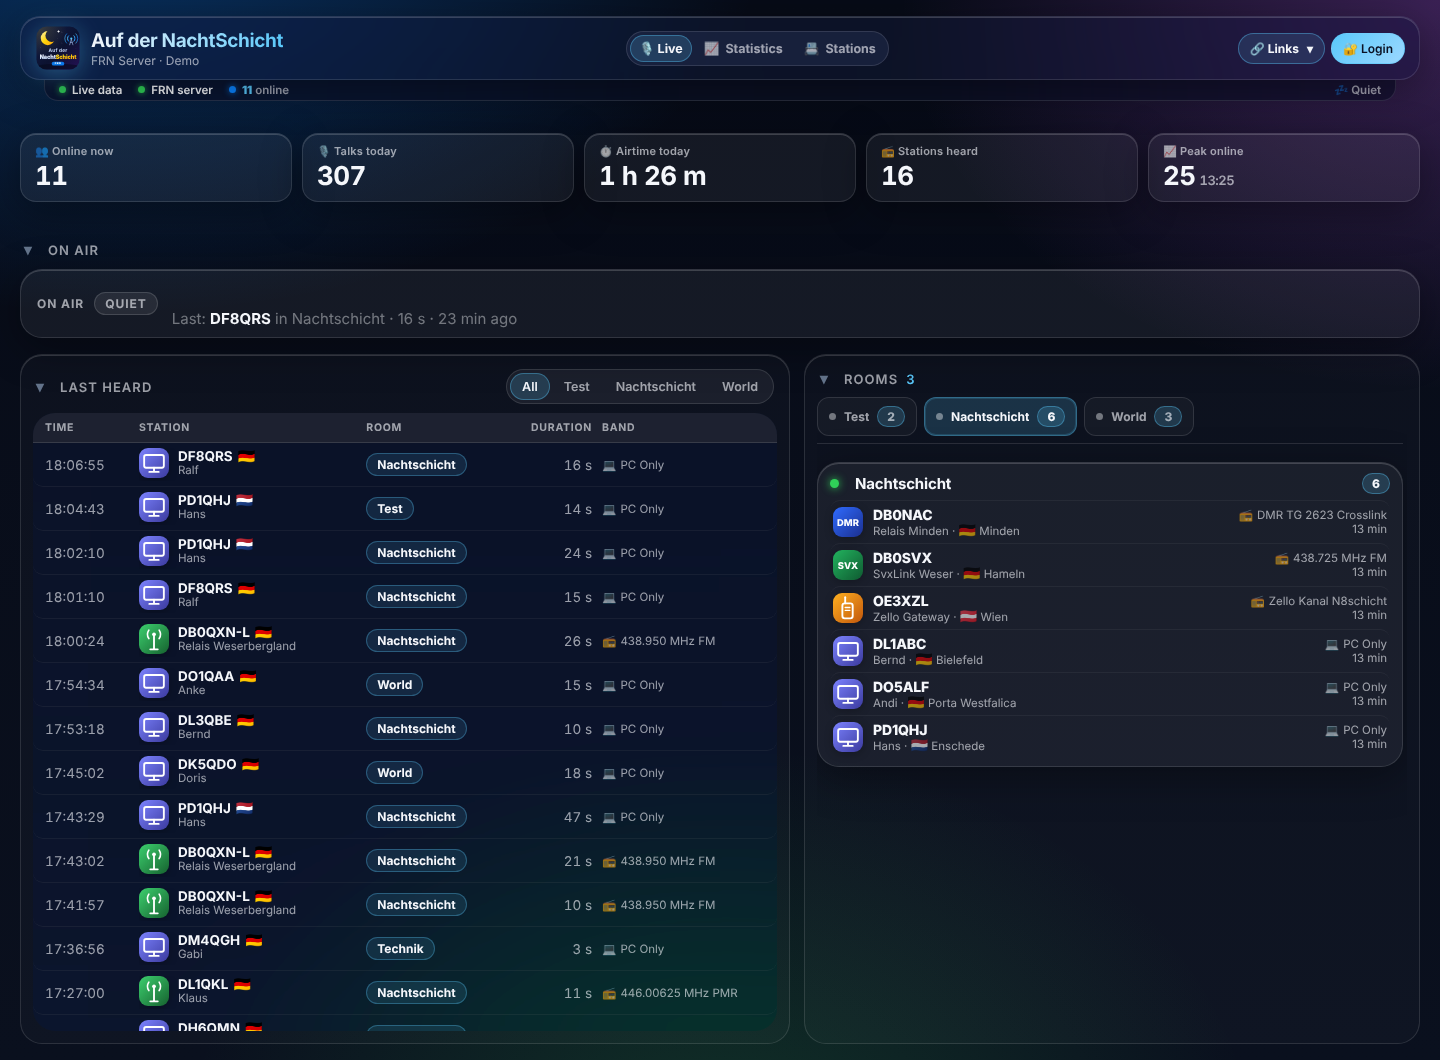 Auf der NachtSchicht
FRN Server · Demo
Live
Statistics
Stations
Links ▾
Login
Live data
FRN server
11 online
Quiet
Online now
11
Talks today
307
Airtime today
1 h 26 m
Stations heard
16
Peak online
25 13:25
▼ ON AIR
ON AIR QUIET
Last: DF8QRS in Nachtschicht · 16 s · 23 min ago
▼ LAST HEARD
All Test Nachtschicht World
TIME STATION ROOM DURATION BAND
18:06:55 DF8QRS Nachtschicht 16 s PC Only
Ralf
18:04:43 PD1QHJ Test 14 s PC Only
Hans
18:02:10 PD1QHJ Nachtschicht 24 s PC Only
Hans
18:01:10 DF8QRS Nachtschicht 15 s PC Only
Ralf
18:00:24 DB0QXN-L Nachtschicht 26 s 438.950 MHz FM
Relais Weserbergland
17:54:34 DO1QAA World 15 s PC Only
Anke
17:53:18 DL3QBE Nachtschicht 10 s PC Only
Bernd
17:45:02 DK5QDO World 18 s PC Only
Doris
17:43:29 PD1QHJ Nachtschicht 47 s PC Only
Hans
17:43:02 DB0QXN-L Nachtschicht 21 s 438.950 MHz FM
Relais Weserbergland
17:41:57 DB0QXN-L Nachtschicht 10 s 438.950 MHz FM
Relais Weserbergland
17:36:56 DM4QGH Technik 3 s PC Only
Gabi
17:27:00 DL1QKL Nachtschicht 11 s 446.00625 MHz PMR
Klaus
DH6QMN
▼ ROOMS 3
Test 2
Nachtschicht 6
World 3
Nachtschicht 6
DMR DB0NAC DMR TG 2623 Crosslink
Relais Minden · Minden 13 min
SVX DB0SVX 438.725 MHz FM
SvxLink Weser · Hameln 13 min
OE3XZL Zello Kanal N8schicht
Zello Gateway · Wien 13 min
DL1ABC PC Only
Bernd · Bielefeld 13 min
DO5ALF PC Only
Andi · Porta Westfalica 13 min
PD1QHJ PC Only
Hans · Enschede 13 min